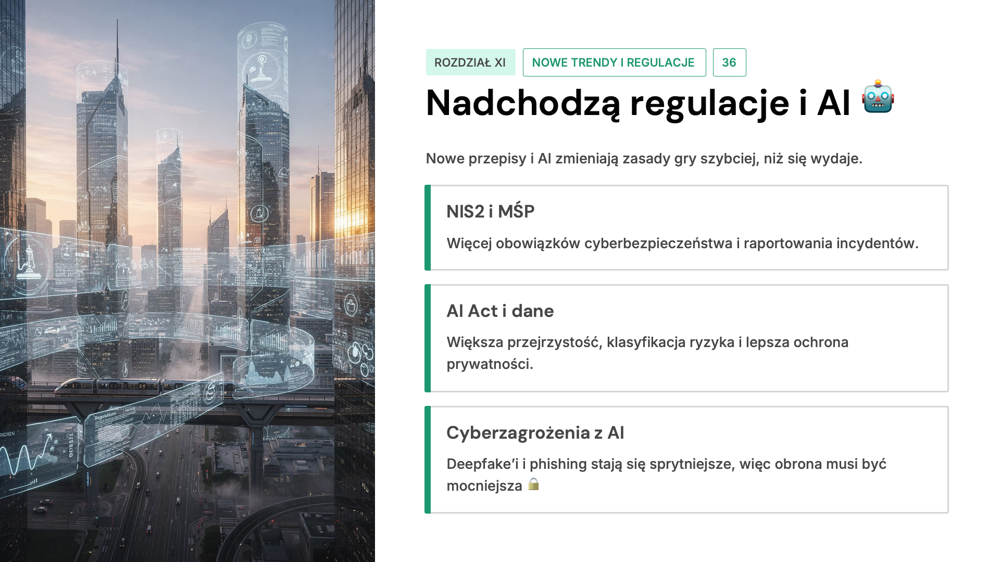 ROZDZIAŁ XI
NOWE TRENDY I REGULACJE
36
Nadchodzą regulacje i AI 🤖
Nowe przepisy i AI zmieniają zasady gry szybciej, niż się wydaje.
NIS2 i MŚP
Więcej obowiązków cyberbezpieczeństwa i raportowania incydentów.
AI Act i dane
Większa przejrzystość, klasyfikacja ryzyka i lepsza ochrona
prywatności.
Cyberzagrożenia z AI
Deepfake’i i phishing stają się sprytniejsze, więc obrona musi być
mocniejsza 🔒
Regulations